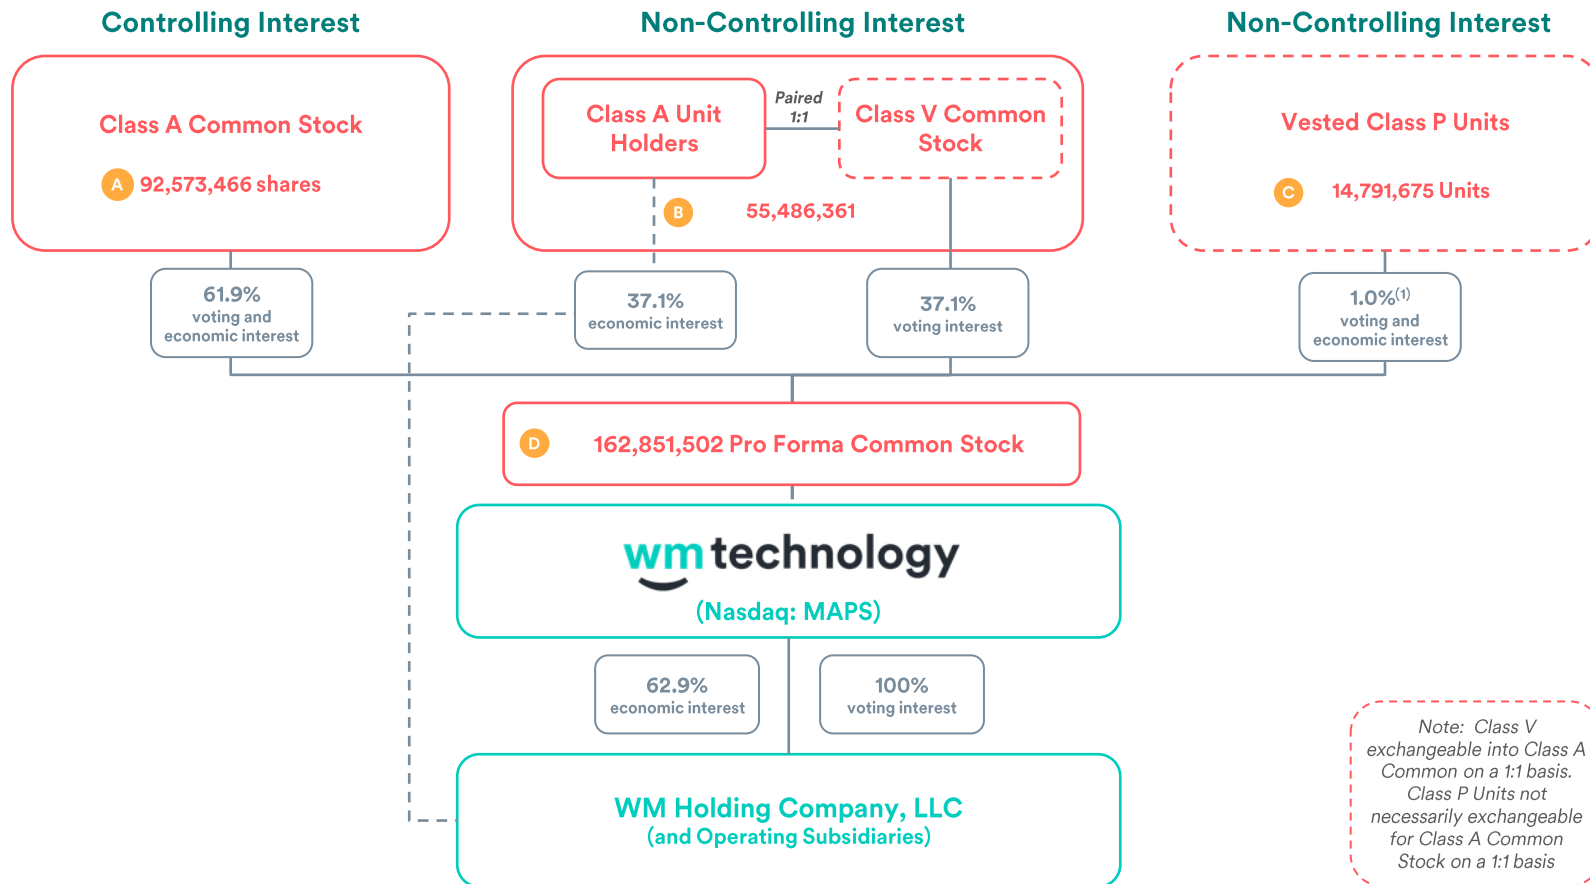 Controlling Interest
Non-Controlling Interest
Non-Controlling Interest
Class A Common Stock
A 92,573,466 shares
Class A Unit
Holders
Paired
1:1
Class V Common
Stock
B 55,486,361
Vested Class P Units
C 14,791,675 Units
61.9%
voting and
economic interest
37.1%
economic interest
37.1%
voting interest
1.0%(1)
voting and
economic interest
D 162,851,502 Pro Forma Common Stock
wm technology
(Nasdaq: MAPS)
62.9%
economic interest
100%
voting interest
WM Holding Company, LLC
(and Operating Subsidiaries)
Note: Class V
exchangeable into Class A
Common on a 1:1 basis.
Class P Units not
necessarily exchangeable
for Class A Common
Stock on a 1:1 basis